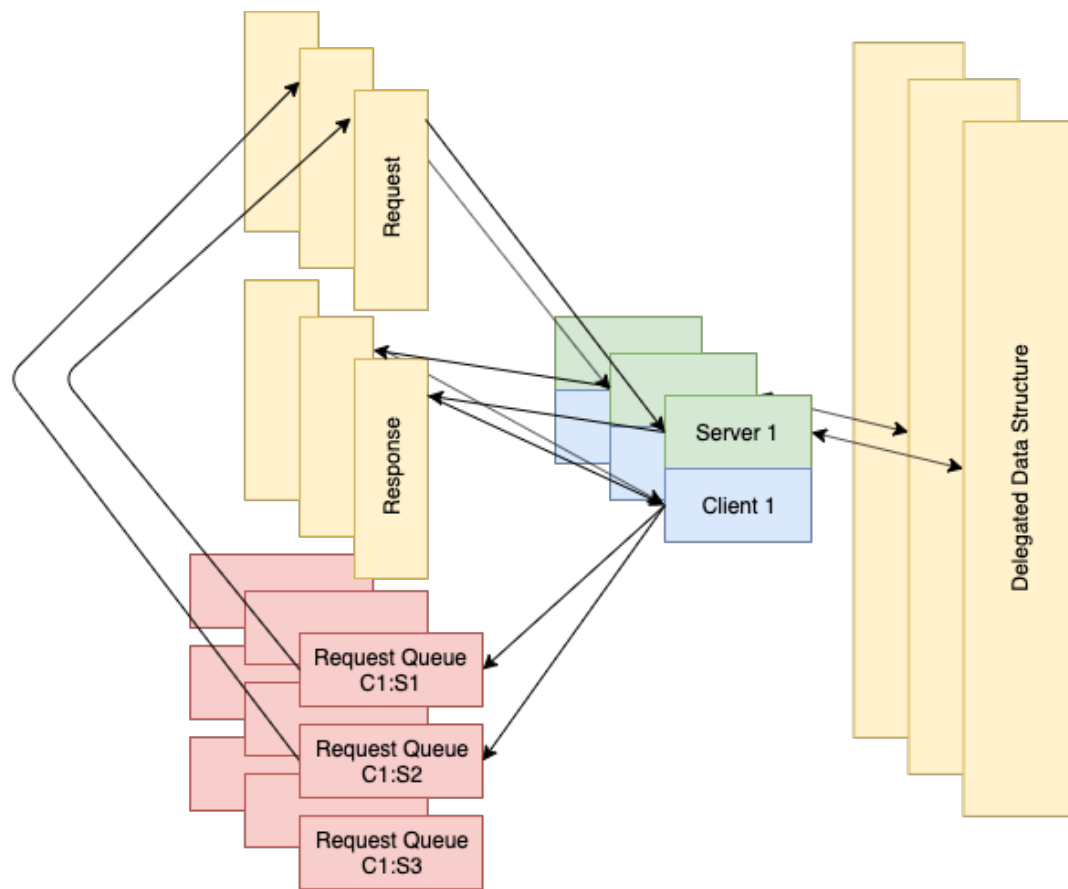 Request
Response
Server 1
Client 1
Delegated Data Structure
Request Queue
C1:S1
Request Queue
C1:S2
Request Queue
C1:S3